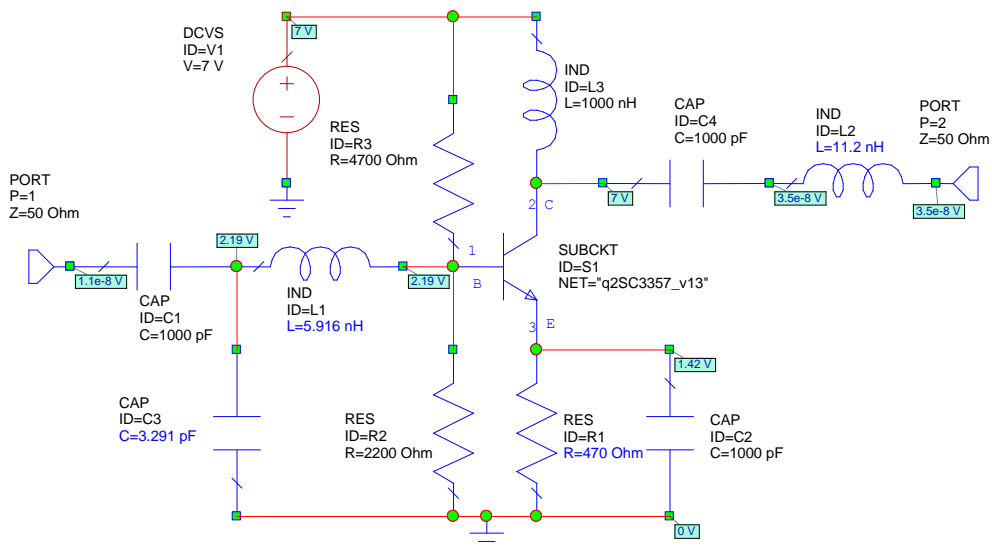 DCVS
ID=V1
V=7 V
7 V
RES
ID=R3
R=4700 Ohm
IND
ID=L3
L=1000 nH
CAP
ID=C4
C=1000 pF
IND
ID=L2
L=11.2 nH
PORT
P=2
Z=50 Ohm
PORT
P=1
Z=50 Ohm
2 C
7 V
3.5e-8 V
3.5e-8 V
1.1e-8 V
2.19 V
2.19 V
CAP
ID=C1
C=1000 pF
IND
ID=L1
L=5.916 nH
1
B
SUBCKT
ID=S1
NET="q2SC3357_v13"
3 E
1.42 V
CAP
ID=C3
C=3.291 pF
RES
ID=R2
R=2200 Ohm
RES
ID=R1
R=470 Ohm
CAP
ID=C2
C=1000 pF
0 V